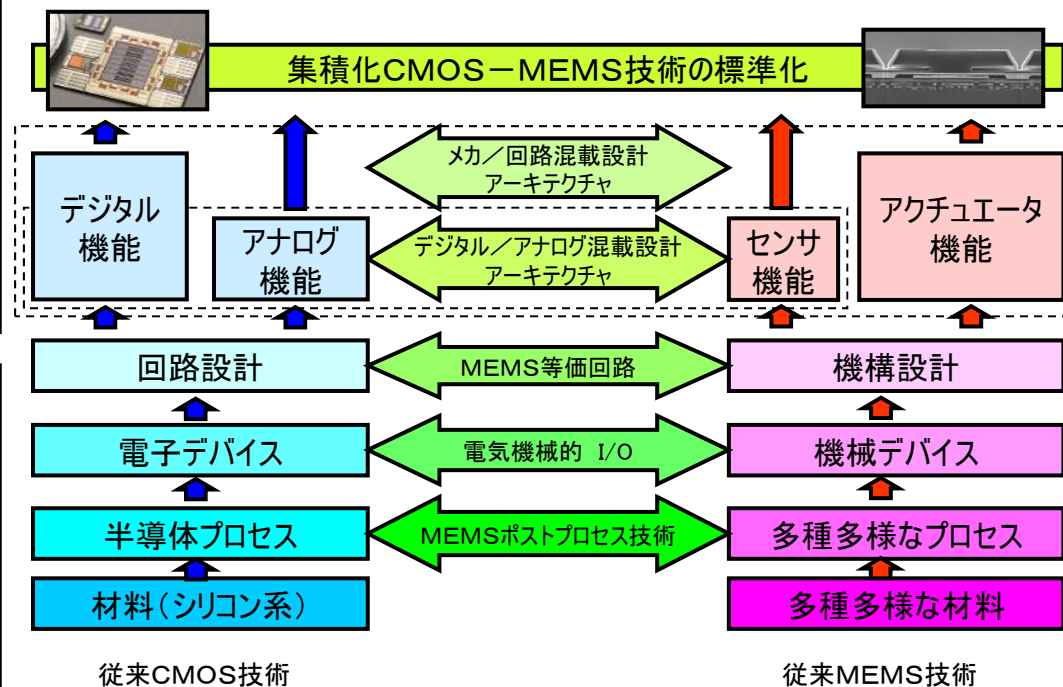 集積化CMOS－MEMS技術の標準化
メカ／回路混載設計
アーキテクチャ
デジタル
機能
アナログ
機能
デジタル／アナログ混載設計
アーキテクチャ
センサ
機能
アクチュエータ
機能
回路設計
MEMS等価回路
機構設計
電子デバイス
電気機械的 I/O
機械デバイス
半導体プロセス
MEMSポストプロセス技術
多種多様なプロセス
材料（シリコン系）
多種多様な材料
従来CMOS技術
従来MEMS技術